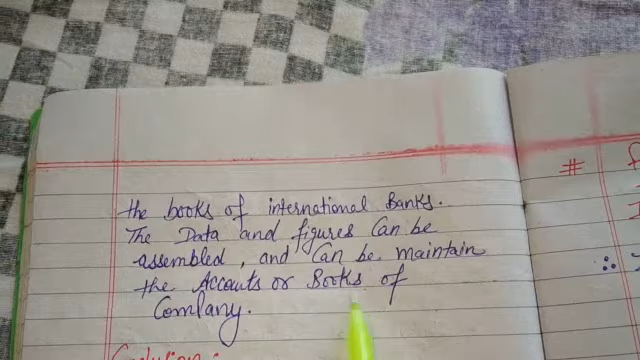 the books of international Banks.
The Data and figures Can be
assembled, and Can be maintain
the Accouts or Books of
Company.
#